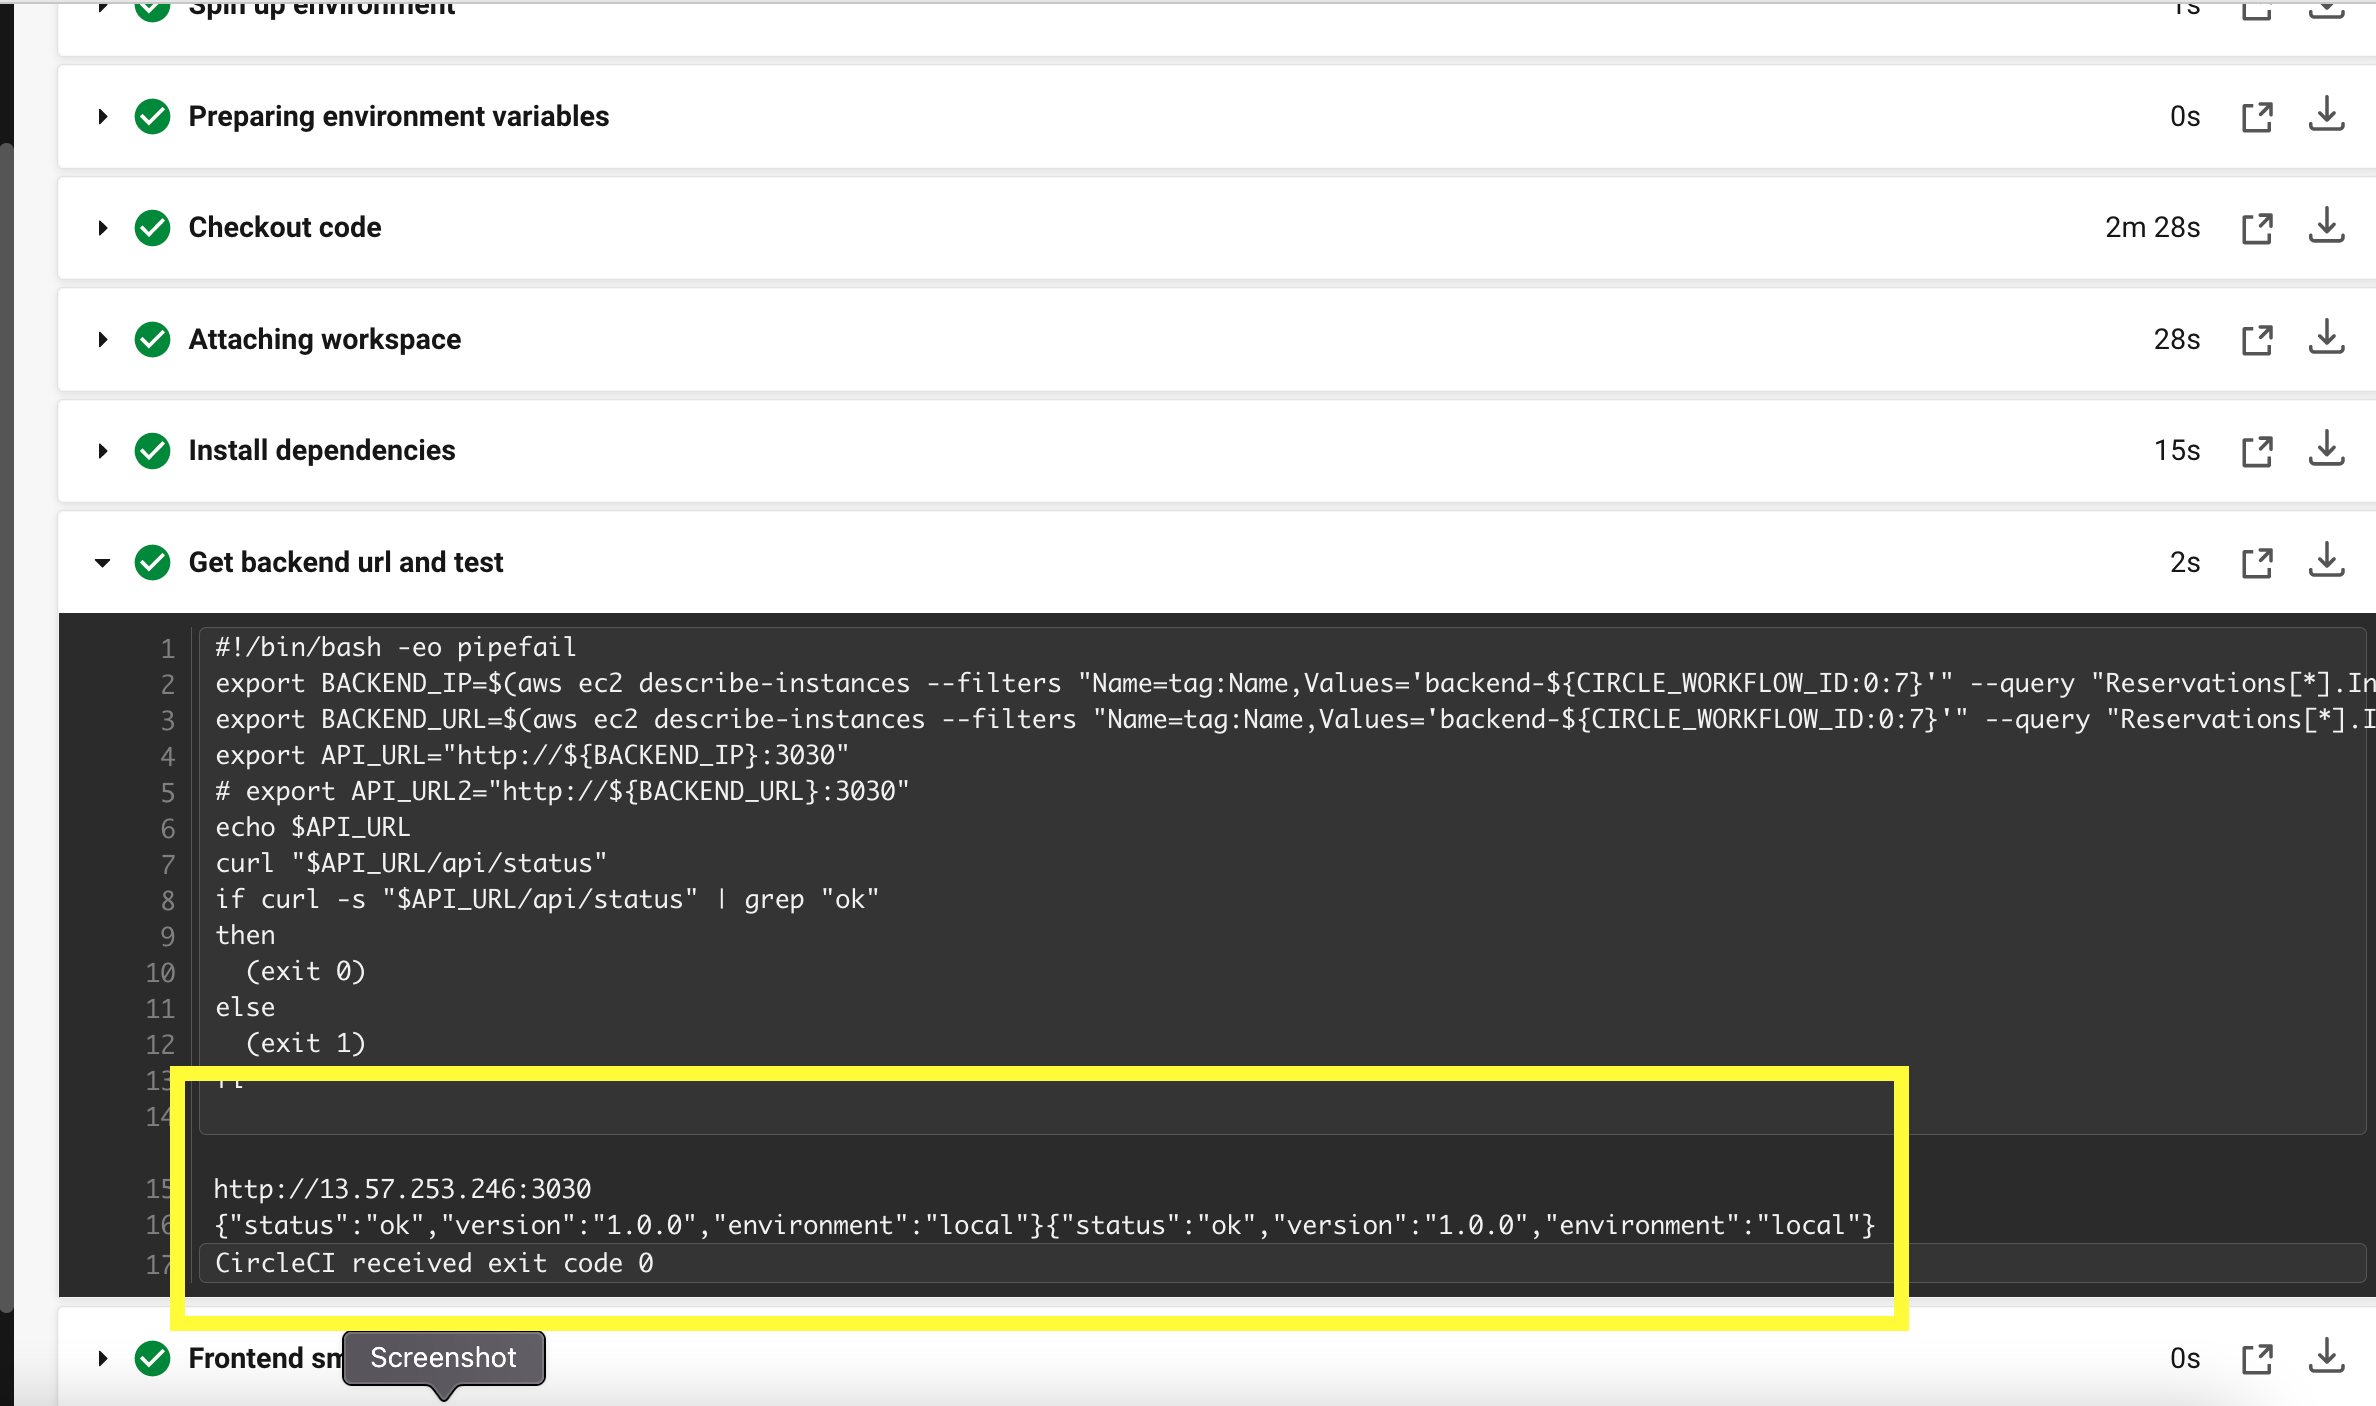 Spin up environment 1s
Preparing environment variables 0s
Checkout code 2m 28s
Attaching workspace 28s
Install dependencies 15s
Get backend url and test 2s
1 #!/bin/bash -eo pipefail
2 export BACKEND_IP=$(aws ec2 describe-instances --filters "Name=tag:Name,Values='backend-${CIRCLE_WORKFLOW_ID:0:7}'" --query "Reservations[*].In
3 export BACKEND_URL=$(aws ec2 describe-instances --filters "Name=tag:Name,Values='backend-${CIRCLE_WORKFLOW_ID:0:7}'" --query "Reservations[*].I
4 export API_URL="http://${BACKEND_IP}:3030"
5 # export API_URL2="http://${BACKEND_URL}:3030"
6 echo $API_URL
7 curl "$API_URL/api/status"
8 if curl -s "$API_URL/api/status" | grep "ok"
9 then
10 (exit 0)
11 else
12 (exit 1)
13 fi
14
15 http://13.57.253.246:3030
16 {"status":"ok","version":"1.0.0","environment":"local"}{"status":"ok","version":"1.0.0","environment":"local"}
17 CircleCI received exit code 0
Frontend sm 0s
Screenshot